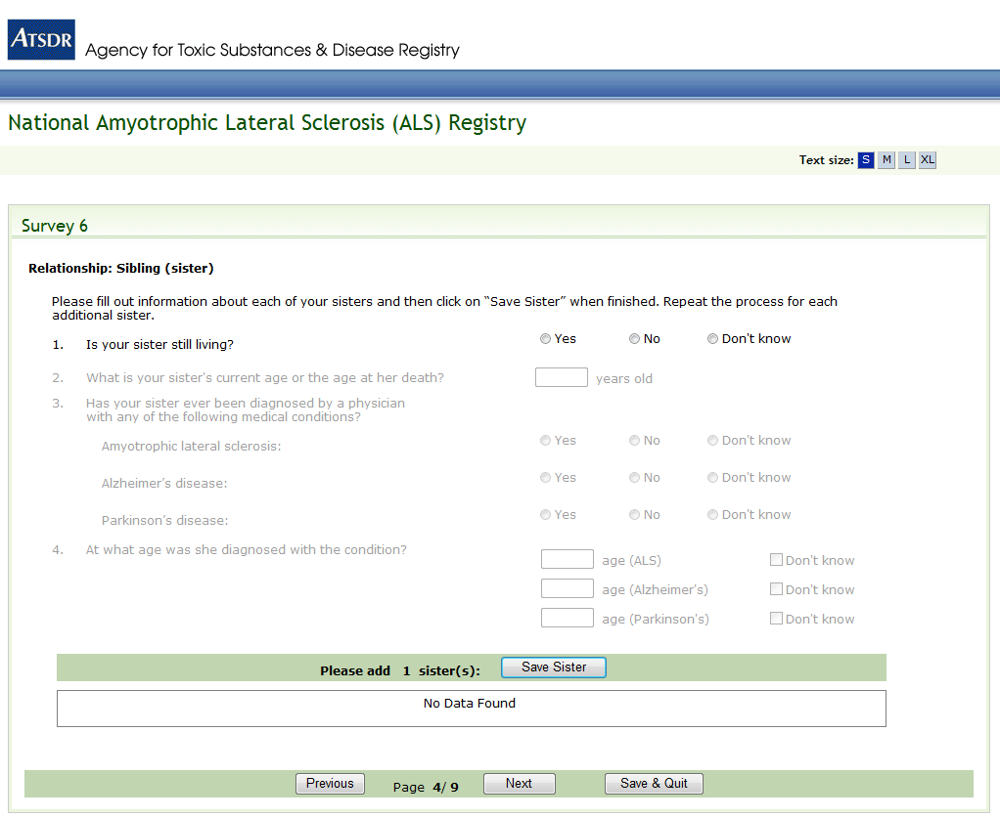 ATSDR
Agency for Toxic Substances & Disease Registry
National Amyotrophic Lateral Sclerosis (ALS) Registry
Text size: S M L XL
Survey 6
Relationship: Sibling (sister)
Please fill out information about each of your sisters and then click on “Save Sister” when finished. Repeat the process for each
additional sister.
1. Is your sister still living? Yes No Don't know
2. What is your sister's current age or the age at her death? years old
3. Has your sister ever been diagnosed by a physician
with any of the following medical conditions?
Amyotrophic lateral sclerosis: Yes No Don't know
Alzheimer’s disease: Yes No Don't know
Parkinson’s disease: Yes No Don't know
4. At what age was she diagnosed with the condition?
age (ALS) Don't know
age (Alzheimer's) Don't know
age (Parkinson's) Don't know
Please add 1 sister(s): Save Sister
No Data Found
Previous Page 4/ 9 Next Save & Quit